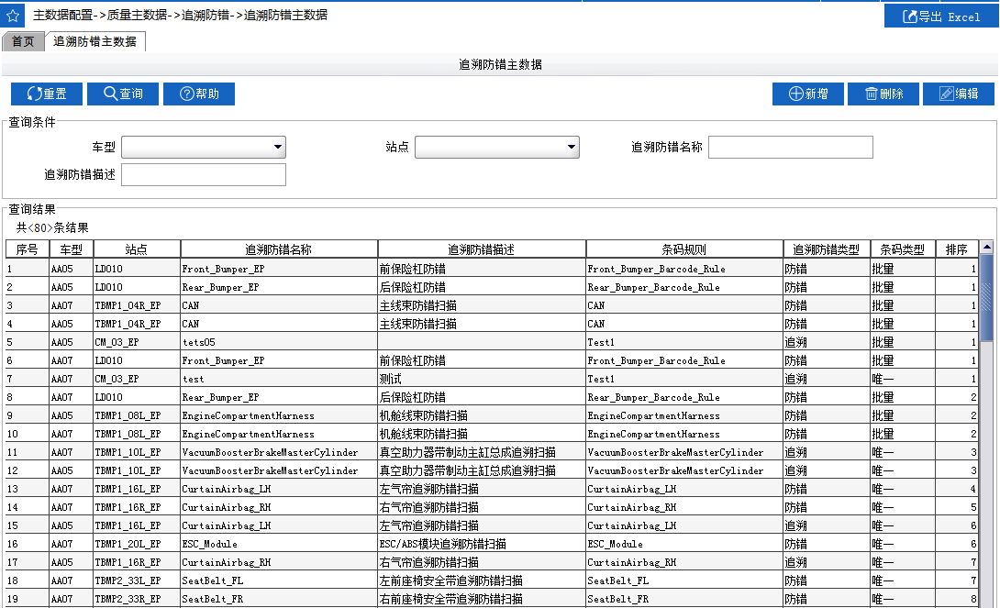 主数据配置->质量主数据->追溯防错->追溯防错主数据 导出 Excel
首页 追溯防错主数据
追溯防错主数据
重置 查询 帮助 新增 删除 编辑
查询条件
车型 站点 追溯防错名称
追溯防错描述
查询结果
共<80>条结果
序号 车型 站点 追溯防错名称 追溯防错描述 条码规则 追溯防错类型 条码类型 排序
1 AA05 LD010 Front_Bumper_EP 前保险杠防错 Front_Bumper_Barcode_Rule 防错 批量 1
2 AA05 LD010 Rear_Bumper_EP 后保险杠防错 Rear_Bumper_Barcode_Rule 防错 批量 1
3 AA07 TBMP1_04R_EP CAN 主线束防错扫描 CAN 防错 批量 1
4 AA05 TBMP1_04R_EP CAN 主线束防错扫描 CAN 防错 批量 1
5 AA05 CM_03_EP tets05 Test1 追溯 批量 1
6 AA07 LD010 Front_Bumper_EP 前保险杠防错 Front_Bumper_Barcode_Rule 防错 批量 1
7 AA07 CM_03_EP test 测试 Test1 追溯 唯一 1
8 AA07 LD010 Rear_Bumper_EP 后保险杠防错 Rear_Bumper_Barcode_Rule 防错 批量 2
9 AA05 TBMP1_08L_EP EngineCompartmentHarness 机舱线束防错扫描 EngineCompartmentHarness 防错 批量 2
10 AA07 TBMP1_08L_EP EngineCompartmentHarness 机舱线束防错扫描 EngineCompartmentHarness 防错 批量 2
11 AA07 TBMP1_10L_EP VacuumBoosterBrakeMasterCylinder 真空助力器带制动主缸总成追溯扫描 VacuumBoosterBrakeMasterCylinder 追溯 唯一 3
12 AA05 TBMP1_10L_EP VacuumBoosterBrakeMasterCylinder 真空助力器带制动主缸总成追溯扫描 VacuumBoosterBrakeMasterCylinder 追溯 唯一 3
13 AA07 TBMP1_16L_EP CurtainAirbag_LH 左气帘追溯防错扫描 CurtainAirbag_LH 防错 唯一 4
14 AA07 TBMP1_16R_EP CurtainAirbag_RH 右气帘追溯防错扫描 CurtainAirbag_RH 防错 唯一 5
15 AA05 TBMP1_16L_EP CurtainAirbag_LH 左气帘追溯防错扫描 CurtainAirbag_LH 追溯 唯一 6
16 AA07 TBMP1_20L_EP ESC_Module ESC/ABS模块追溯防错扫描 ESC_Module 防错 唯一 6
17 AA05 TBMP1_16R_EP CurtainAirbag_RH 右气帘追溯防错扫描 CurtainAirbag_RH 追溯 唯一 7
18 AA07 TBMP2_33L_EP SeatBelt_FL 左前座椅安全带追溯防错扫描 SeatBelt_FL 防错 唯一 7
19 AA07 TBMP2_33R_EP SeatBelt_FR 右前座椅安全带追溯防错扫描 SeatBelt_FR 防错 唯一 8